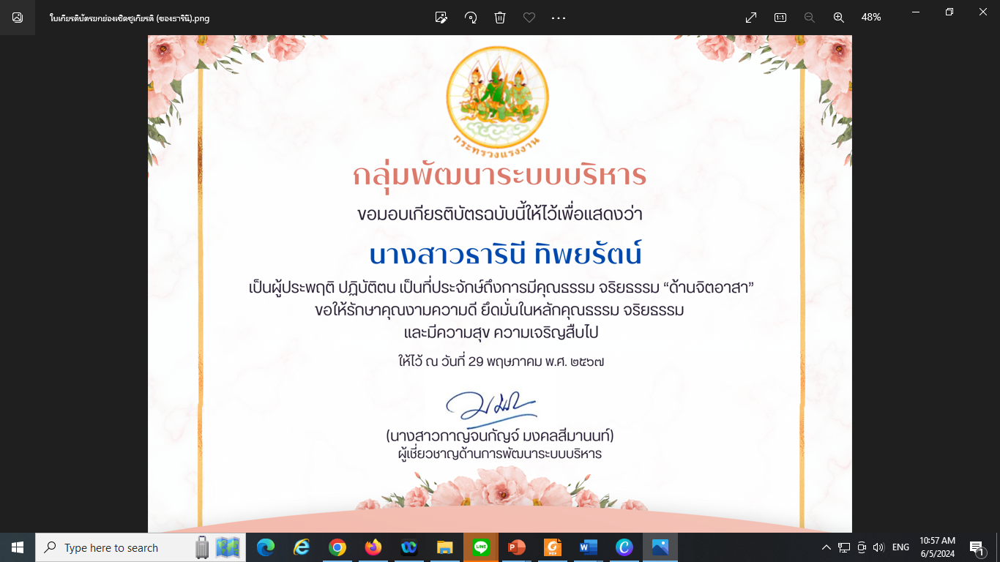 ใบเกียรติบัตรยกย่องเชิดชูเกียรติ (ของธารินี).png
48%
กระทรวงแรงงาน
กลุ่มพัฒนาระบบบริหาร
ขอมอบเกียรติบัตรฉบับนี้ให้ไว้เพื่อแสดงว่า
นางสาวธารินี ทิพยรัตน์
เป็นผู้ประพฤติ ปฏิบัติตน เป็นที่ประจักษ์ถึงการมีคุณธรรม จริยธรรม “ด้านจิตอาสา”
ขอให้รักษาคุณงามความดี ยึดมั่นในหลักคุณธรรม จริยธรรม
และมีความสุข ความเจริญสืบไป
ให้ไว้ ณ วันที่ 29 พฤษภาคม พ.ศ. ๒๕๖๗
(นางสาวกาญจนกัญจ์ มงคลสีมานนท์)
ผู้เชี่ยวชาญด้านการพัฒนาระบบบริหาร
Type here to search
LINE
ENG
10:57 AM
6/5/2024
1